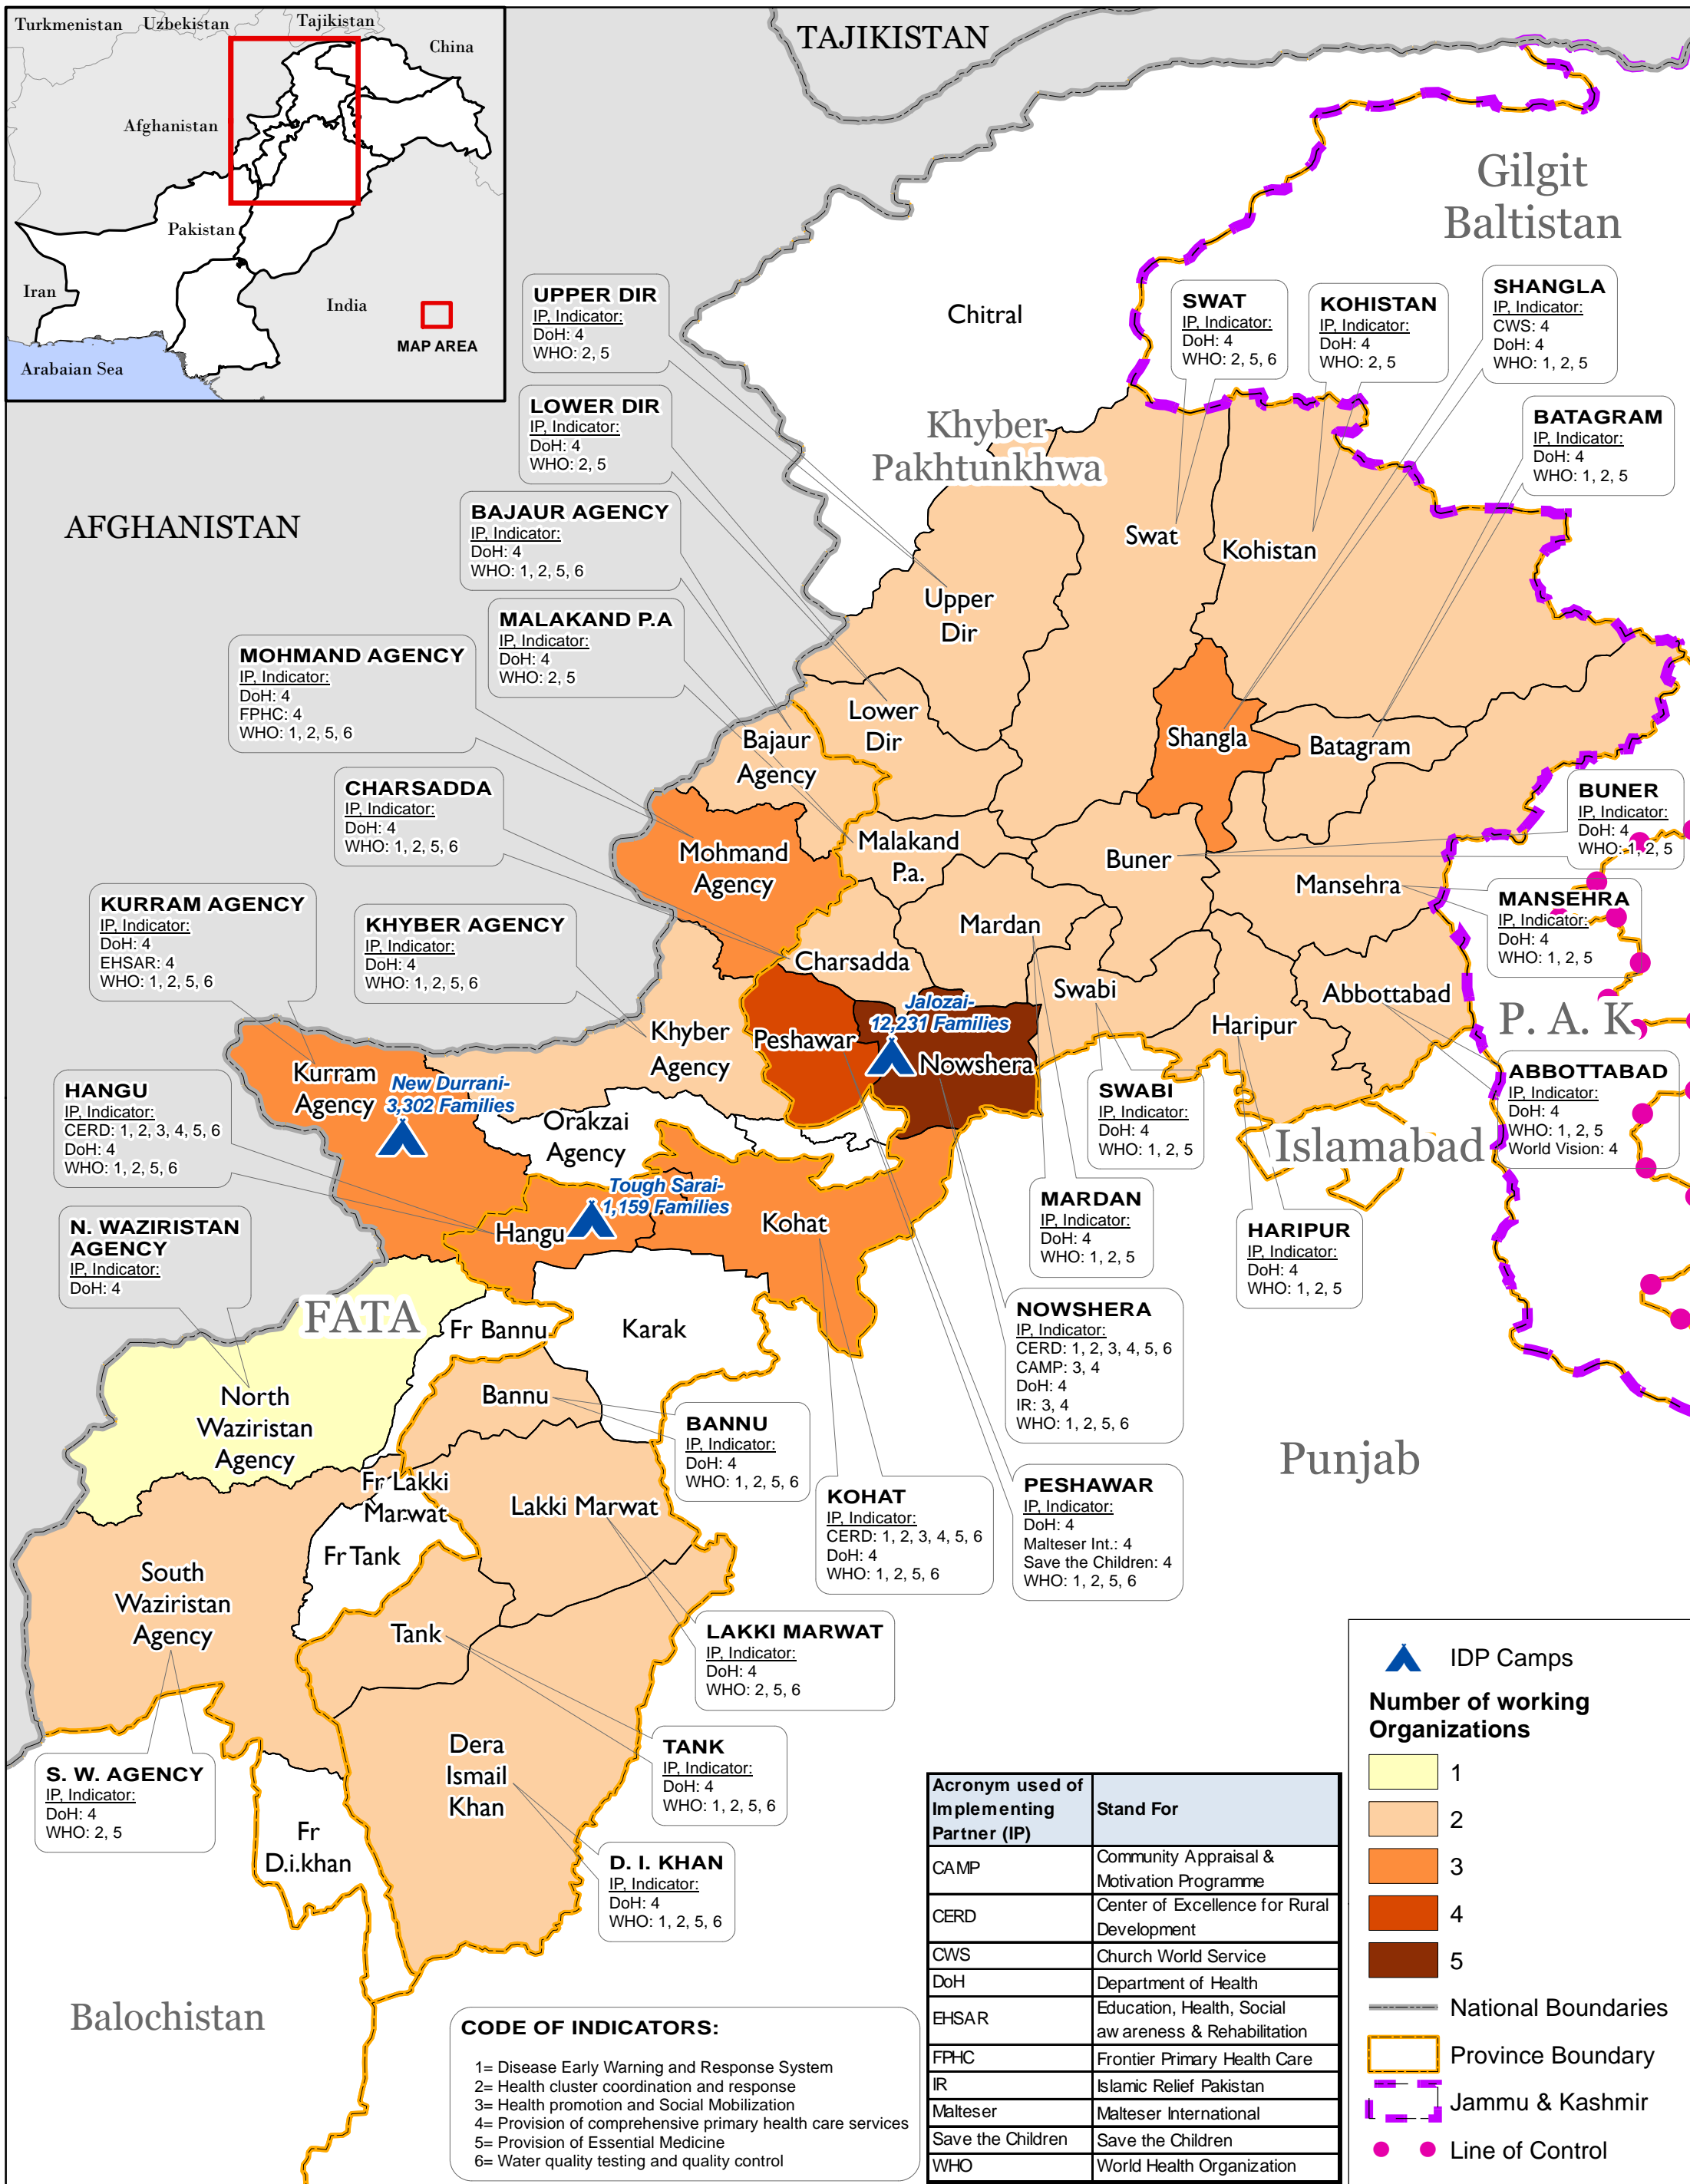 Turkmenistan
Uzbekistan
Tajikistan
China
Afghanistan
Pakistan
Iran
India
MAP AREA
Arabaian Sea
TAJIKISTAN
Gilgit
Baltistan
Chitral
Khyber
Pakhtunkhwa
AFGHANISTAN
UPPER DIR
IP, Indicator:
DoH: 4
WHO: 2, 5
SWAT
IP, Indicator:
DoH: 4
WHO: 2, 5, 6
KOHISTAN
IP, Indicator:
DoH: 4
WHO: 2, 5
SHANGLA
IP, Indicator:
CWS: 4
DoH: 4
WHO: 1, 2, 5
LOWER DIR
IP, Indicator:
DoH: 4
WHO: 2, 5
BATAGRAM
IP, Indicator:
DoH: 4
WHO: 1, 2, 5
BAJAUR AGENCY
IP, Indicator:
DoH: 4
WHO: 1, 2, 5, 6
MALAKAND P.A
IP, Indicator:
DoH: 4
WHO: 2, 5
MOHMAND AGENCY
IP, Indicator:
DoH: 4
FPHC: 4
WHO: 1, 2, 5, 6
CHARSADDA
IP, Indicator:
DoH: 4
WHO: 1, 2, 5, 6
KURRAM AGENCY
IP, Indicator:
DoH: 4
EHSAR: 4
WHO: 1, 2, 5, 6
KHYBER AGENCY
IP, Indicator:
DoH: 4
WHO: 1, 2, 5, 6
Swat
Kohistan
Upper
Dir
Lower
Dir
Shangla
Batagram
Bajaur
Agency
Mohmand
Agency
Malakand
P.a.
Buner
Mansehra
Mardan
Charsadda
Swabi
Abbottabad
Haripur
Peshawar
Nowshera
Jalozai-
12,231 Families
Khyber
Agency
Kurram
Agency
New Durrani-
3,302 Families
Orakzai
Agency
Tough Sarai-
1,159 Families
Hangu
Kohat
BUNER
IP, Indicator:
DoH: 4
WHO: 1, 2, 5
MANSEHRA
IP, Indicator:
DoH: 4
WHO: 1, 2, 5
P. A. K
ABBOTTABAD
IP, Indicator:
DoH: 4
WHO: 1, 2, 5
World Vision: 4
Islamabad
SWABI
IP, Indicator:
DoH: 4
WHO: 1, 2, 5
MARDAN
IP, Indicator:
DoH: 4
WHO: 1, 2, 5
HARIPUR
IP, Indicator:
DoH: 4
WHO: 1, 2, 5
HANGU
IP, Indicator:
CERD: 1, 2, 3, 4, 5, 6
DoH: 4
WHO: 1, 2, 5, 6
N. WAZIRISTAN
AGENCY
IP, Indicator:
DoH: 4
FATA
Fr Bannu
Karak
North
Waziristan
Agency
Bannu
Fr Lakki
Marwat
Lakki Marwat
Fr Tank
South
Waziristan
Agency
Tank
Dera
Ismail
Khan
Fr
D.i.khan
NOWSHERA
IP, Indicator:
CERD: 1, 2, 3, 4, 5, 6
CAMP: 3, 4
DoH: 4
IR: 3, 4
WHO: 1, 2, 5, 6
BANNU
IP, Indicator:
DoH: 4
WHO: 1, 2, 5, 6
KOHAT
IP, Indicator:
CERD: 1, 2, 3, 4, 5, 6
DoH: 4
WHO: 1, 2, 5, 6
PESHAWAR
IP, Indicator:
DoH: 4
Malteser Int.: 4
Save the Children: 4
WHO: 1, 2, 5, 6
Punjab
LAKKI MARWAT
IP, Indicator:
DoH: 4
WHO: 2, 5, 6
TANK
IP, Indicator:
DoH: 4
WHO: 1, 2, 5, 6
S. W. AGENCY
IP, Indicator:
DoH: 4
WHO: 2, 5
D. I. KHAN
IP, Indicator:
DoH: 4
WHO: 1, 2, 5, 6
Balochistan
CODE OF INDICATORS:
1= Disease Early Warning and Response System
2= Health cluster coordination and response
3= Health promotion and Social Mobilization
4= Provision of comprehensive primary health care services
5= Provision of Essential Medicine
6= Water quality testing and quality control
Acronym used of
Implementing
Partner (IP)
Stand For
CAMP
Community Appraisal &
Motivation Programme
CERD
Center of Excellence for Rural
Development
CWS
Church World Service
DoH
Department of Health
EHSAR
Education, Health, Social
aw areness & Rehabilitation
FPHC
Frontier Primary Health Care
IR
Islamic Relief Pakistan
Malteser
Malteser International
Save the Children
Save the Children
WHO
World Health Organization
IDP Camps
Number of working
Organizations
1
2
3
4
5
National Boundaries
Province Boundary
Jammu & Kashmir
Line of Control